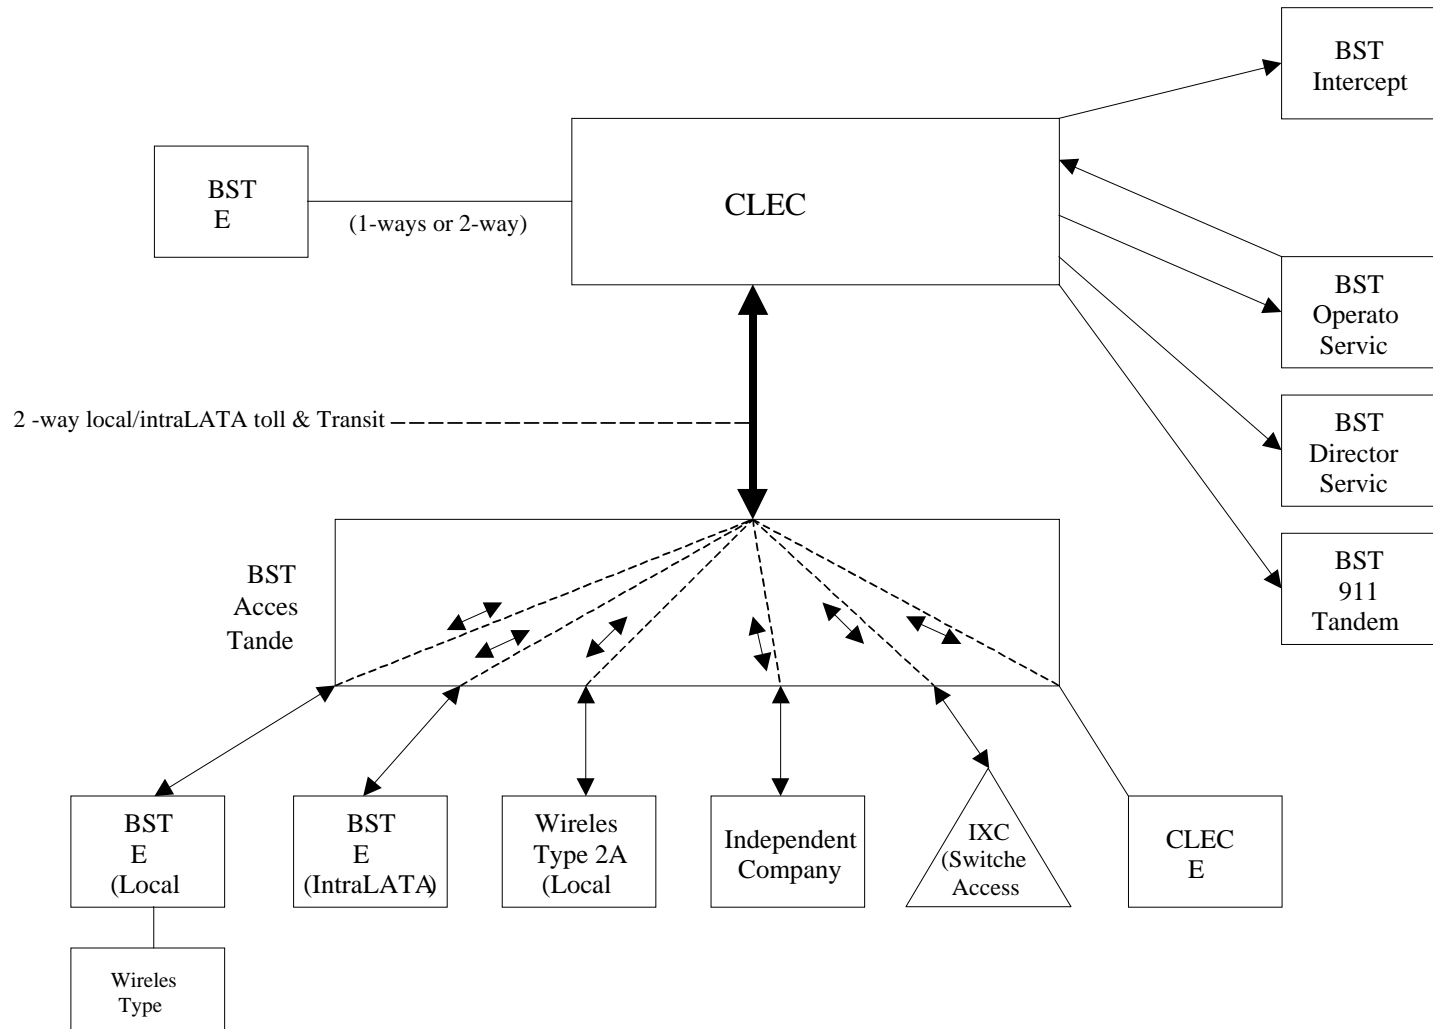 BST
Intercept
BST
E
(1-ways or 2-way)
CLEC
BST
Operato
Servic
2 -way local/intraLATA toll & Transit
BST
Director
Servic
BST
911
Tandem
BST
Acces
Tande
BST
E
(Local
BST
E
(IntraLATA)
Wireles
Type 2A
(Local
Independent
Company
IXC
(Switche
Access
CLEC
E
Wireles
Type